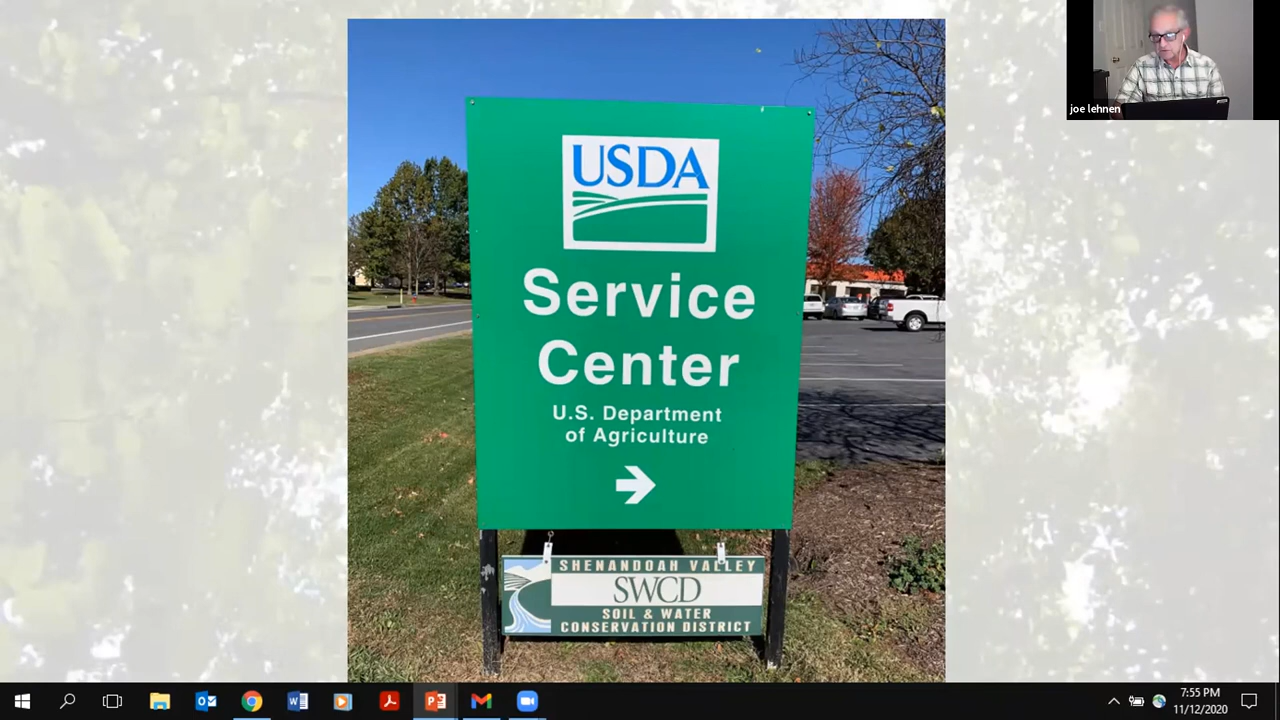 joe lehnen
USDA
Service
Center
U.S. Department
of Agriculture
SHENANDOAH VALLEY
SWCD
SOIL & WATER
CONSERVATION DISTRICT
7:55 PM
11/12/2020